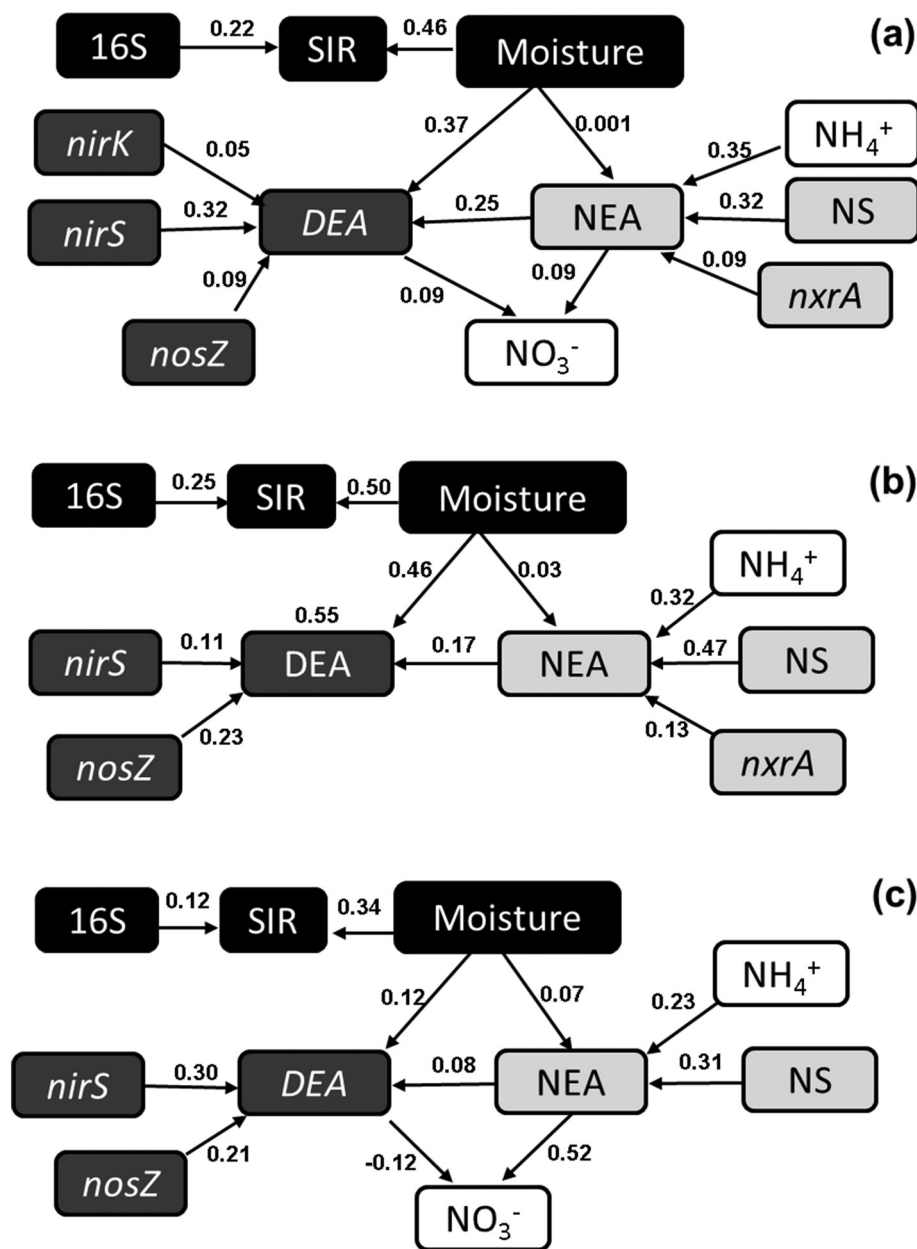 0.22 0.46 (a)
16S SIR Moisture
nirK 0.05 0.37 0.001 NH₄⁺
0.35
nirS 0.32 DEA 0.25 NEA 0.32 NS
0.09 0.09 0.09 0.09 nxrA
nosZ NO₃⁻
(b)
16S 0.25 SIR 0.50 Moisture
0.46 0.03 NH₄⁺
0.55 0.32
nirS 0.11 DEA 0.17 NEA 0.47 NS
nosZ 0.23 0.13 nxrA
(c)
16S 0.12 SIR 0.34 Moisture
0.12 0.07 0.23 NH₄⁺
nirS 0.30 DEA 0.08 NEA 0.31 NS
nosZ 0.21 -0.12 0.52
NO₃⁻